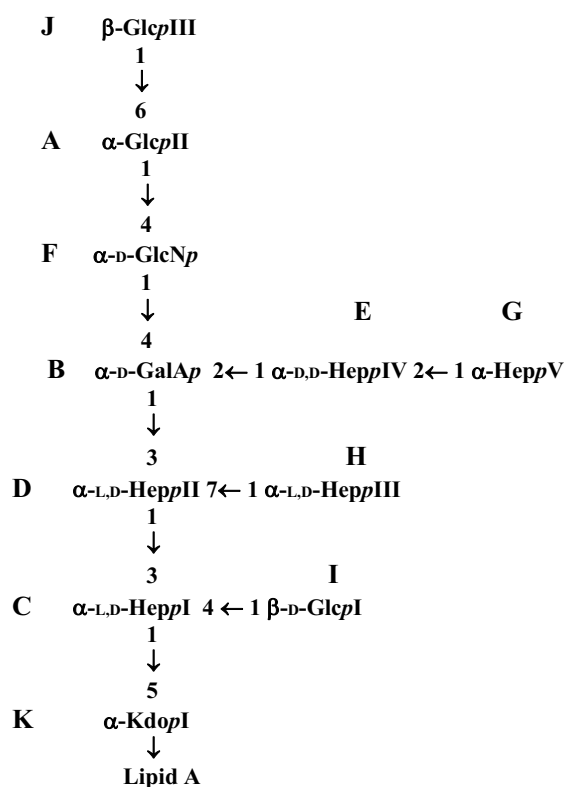 J β-GlcpIII
1
↓
6
A α-GlcpII
1
↓
4
F α-D-GlcNp
1
↓
E G
4
B α-D-GalAp 2← 1 α-D,D-HeppIV 2← 1 α-HeppV
1
↓
3 H
D α-L,D-HeppII 7← 1 α-L,D-HeppIII
1
↓
3 I
C α-L,D-HeppI 4 ← 1 β-D-GlcpI
1
↓
5
K α-KdopI
↓
Lipid A